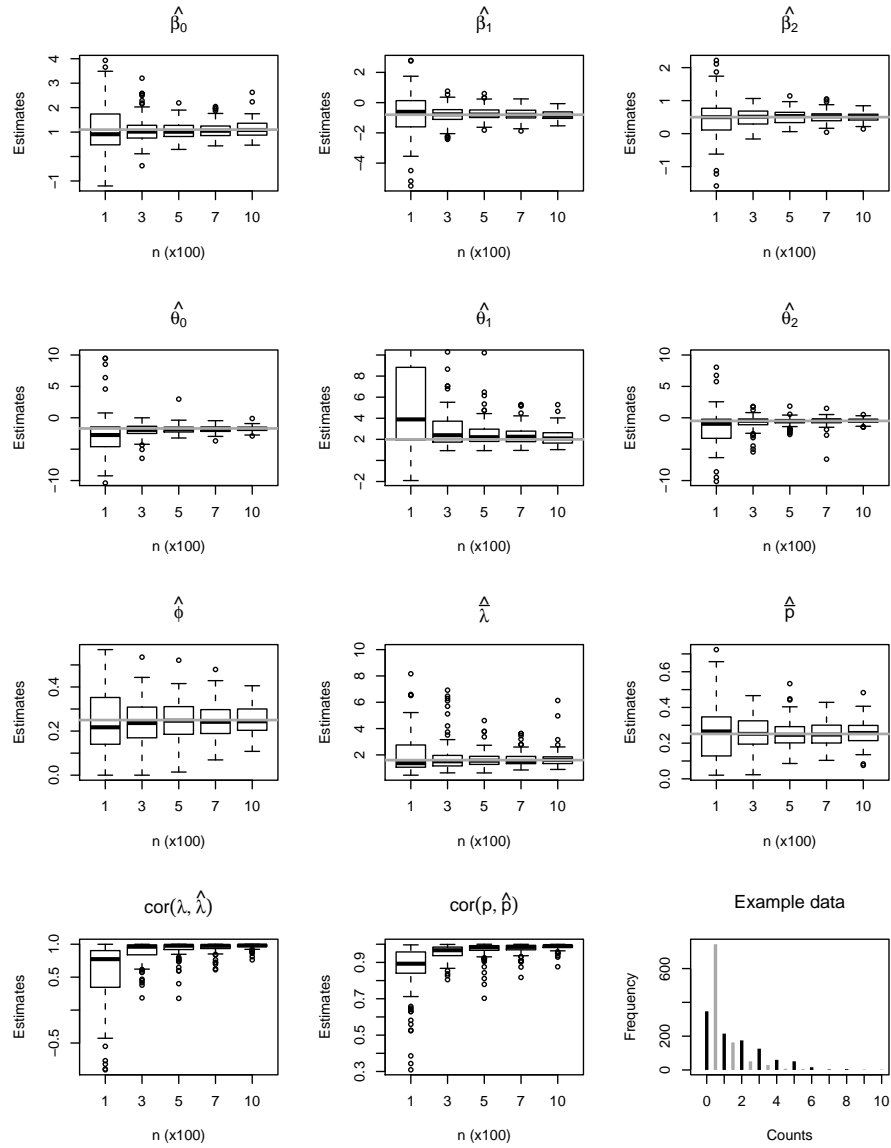 β̂₀
β̂₁
β̂₂
Estimates
−1 1 2 3 4
1 3 5 7 10
n (x100)
Estimates
−4 −2 0 2
1 3 5 7 10
n (x100)
Estimates
−1 0 1 2
1 3 5 7 10
n (x100)
θ̂₀
θ̂₁
θ̂₂
Estimates
−10 0 5 10
1 3 5 7 10
n (x100)
Estimates
−2 2 4 6 8
1 3 5 7 10
n (x100)
Estimates
−10 0 5 10
1 3 5 7 10
n (x100)
ϕ̂
λ̄̂
p̄̂
Estimates
0.0 0.2 0.4
1 3 5 7 10
n (x100)
Estimates
2 4 6 8 10
1 3 5 7 10
n (x100)
Estimates
0.0 0.2 0.4 0.6
1 3 5 7 10
n (x100)
cor(λ, λ̂)
cor(p, p̂)
Example data
Estimates
−0.5 0.5 1.0
1 3 5 7 10
n (x100)
Estimates
0.3 0.5 0.7 0.9
1 3 5 7 10
n (x100)
Frequency
0 200 600
0 2 4 6 8 10
Counts